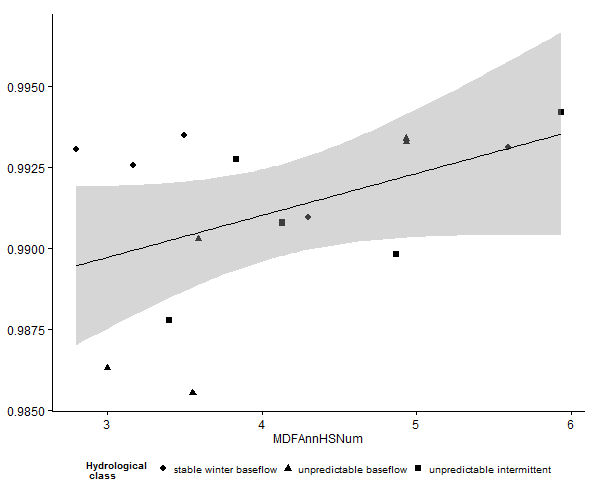 0.9950
0.9925
0.9900
0.9875
0.9850
3 4 5 6
MDFAnnHSNum
Hydrological
class
stable winter baseflow unpredictable baseflow unpredictable intermittent